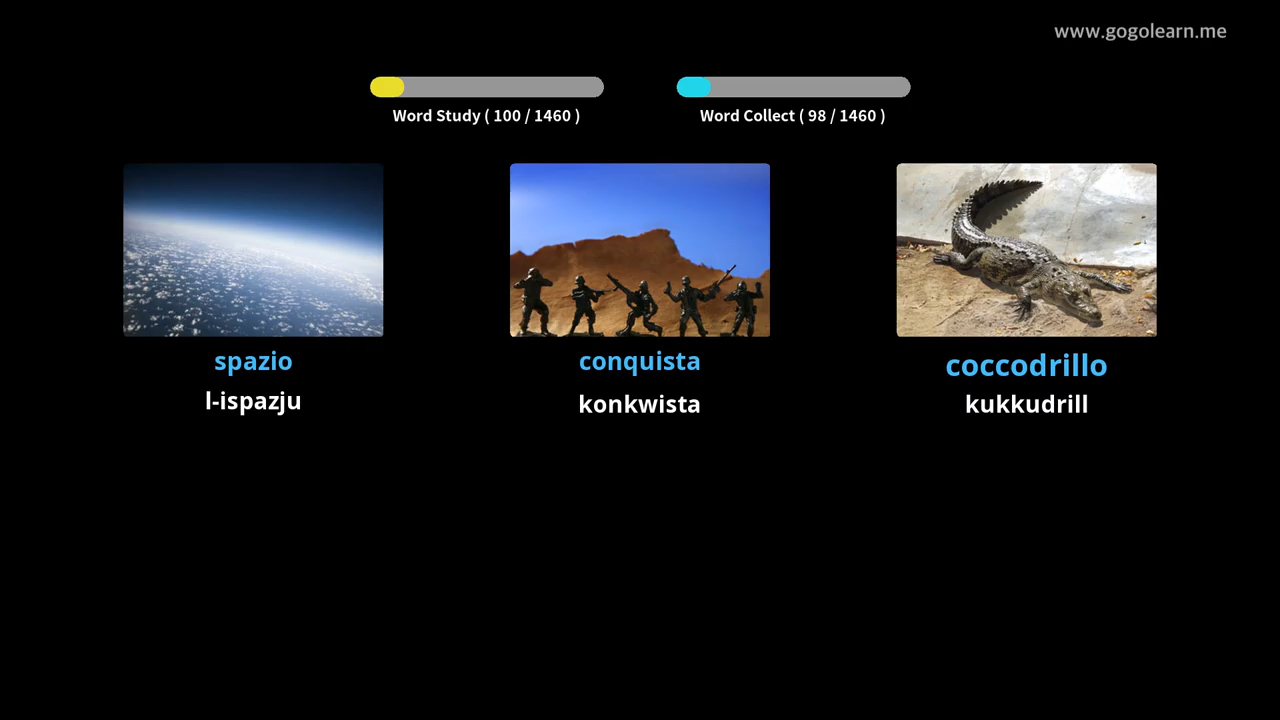 www.gogolearn.me
Word Study ( 100 / 1460 )
Word Collect ( 98 / 1460 )
spazio
l-ispazju
conquista
konkwista
coccodrillo
kukkudrill